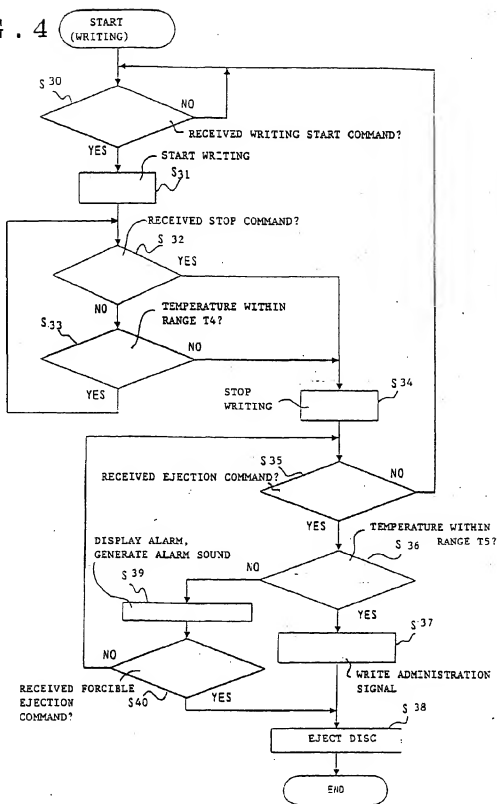 G. 4
START
(WRITING)
S 30
NO
RECEIVED WRITING START COMMAND?
YES
START WRITING
S31
RECEIVED STOP COMMAND?
S 32
YES
NO
TEMPERATURE WITHIN
RANGE T4?
S33
NO
YES
STOP
WRITING
S34
S35
RECEIVED EJECTION COMMAND?
NO
YES
TEMPERATURE WITHIN
RANGE T5?
S 36
DISPLAY ALARM,
GENERATE ALARM SOUND
NO
S 39
YES
S 37
NO
WRITE ADMINISTRATION
SIGNAL
RECEIVED FORCIBLE
EJECTION
COMMAND?
S40
YES
S 38
EJECT DISC
END